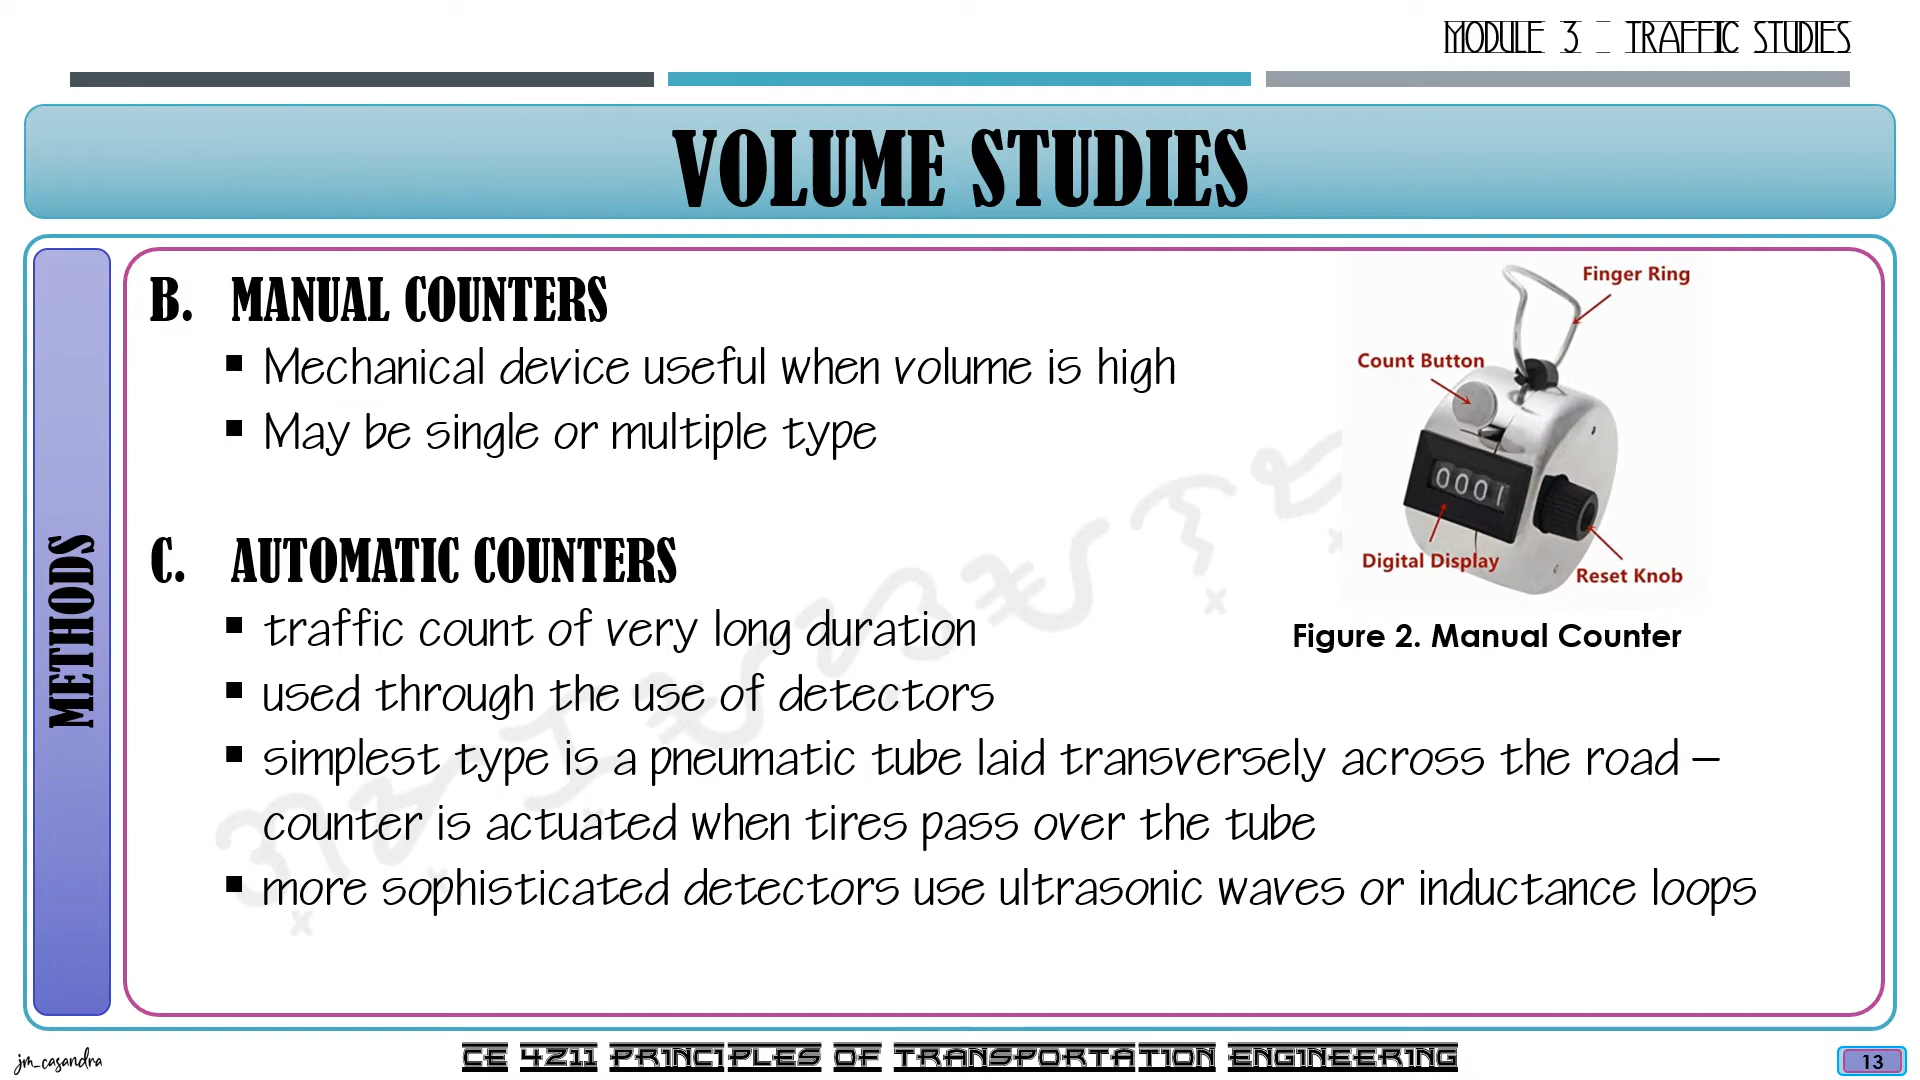 MODULE 3 – TRAFFIC STUDIES
VOLUME STUDIES
METHODS
B. MANUAL COUNTERS
▪ Mechanical device useful when volume is high
▪ May be single or multiple type
Finger Ring
Count Button
0001
Digital Display
Reset Knob
Figure 2. Manual Counter
C. AUTOMATIC COUNTERS
▪ traffic count of very long duration
▪ used through the use of detectors
▪ simplest type is a pneumatic tube laid transversely across the road –
counter is actuated when tires pass over the tube
▪ more sophisticated detectors use ultrasonic waves or inductance loops
jm_casandra
CE 4211 PRINCIPLES OF TRANSPORTATION ENGINEERING
13